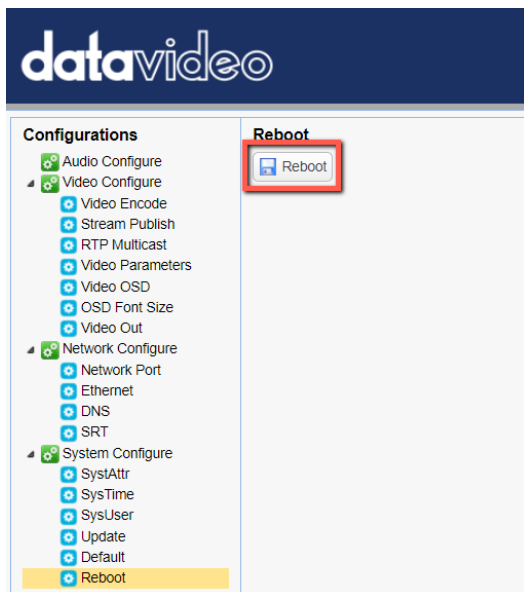 datavideo
Configurations
Audio Configure
Video Configure
Video Encode
Stream Publish
RTP Multicast
Video Parameters
Video OSD
OSD Font Size
Video Out
Network Configure
Network Port
Ethernet
DNS
SRT
System Configure
SystAttr
SysTime
SysUser
Update
Default
Reboot
Reboot
Reboot